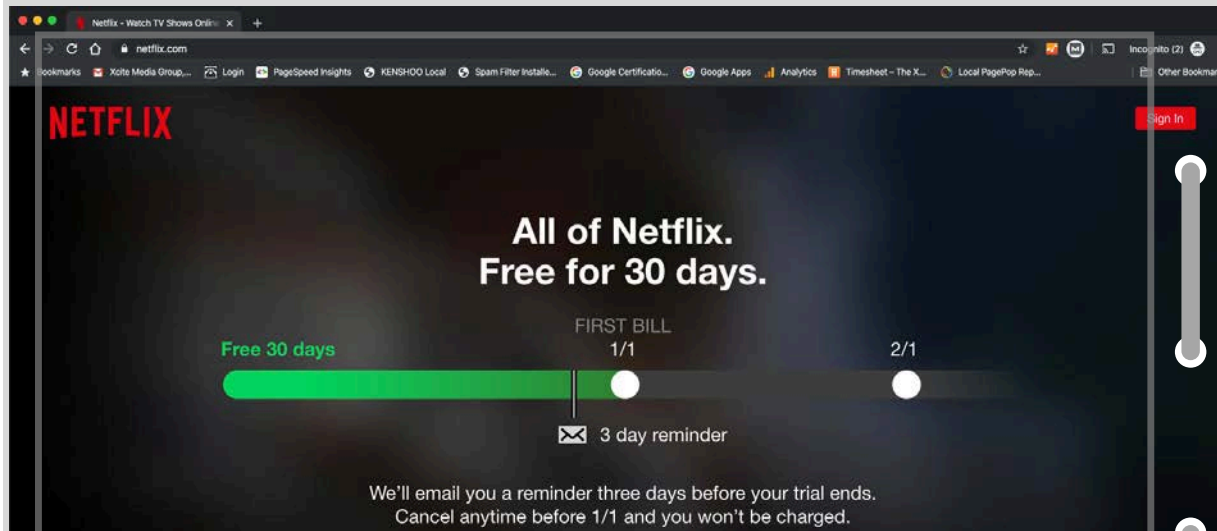 Netflix - Watch TV Shows Online
netflix.com
Incognito (2)
Bookmarks Xcite Media Group,... Login PageSpeed Insights KENSHOO Local Spam Filter Installe... Google Certificatio... Google Apps Analytics Timesheet – The X... Local PagePop Rep... Other Bookmar
NETFLIX
Sign In
All of Netflix.
Free for 30 days.
FIRST BILL
Free 30 days 1/1 2/1
3 day reminder
We'll email you a reminder three days before your trial ends.
Cancel anytime before 1/1 and you won't be charged.